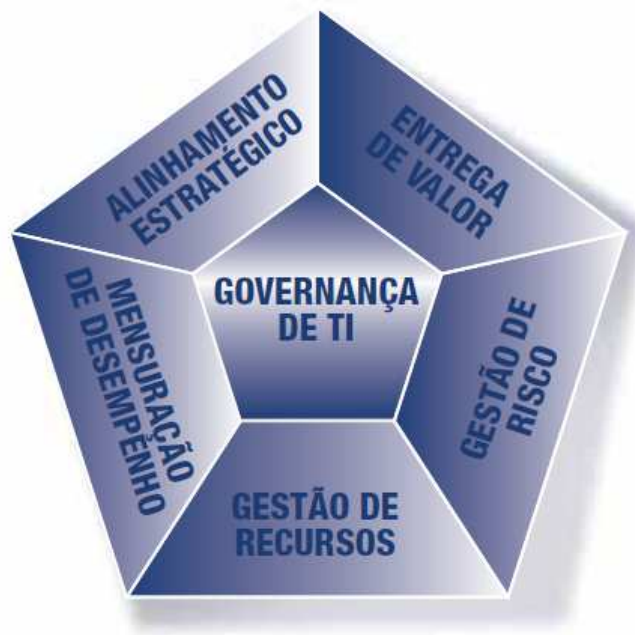 ALINHAMENTO
ESTRATÉGICO
ENTREGA
DE VALOR
GOVERNANÇA
DE TI
MENSURAÇÃO
DE DESEMPENHO
GESTÃO DE
RISCO
GESTÃO DE
RECURSOS